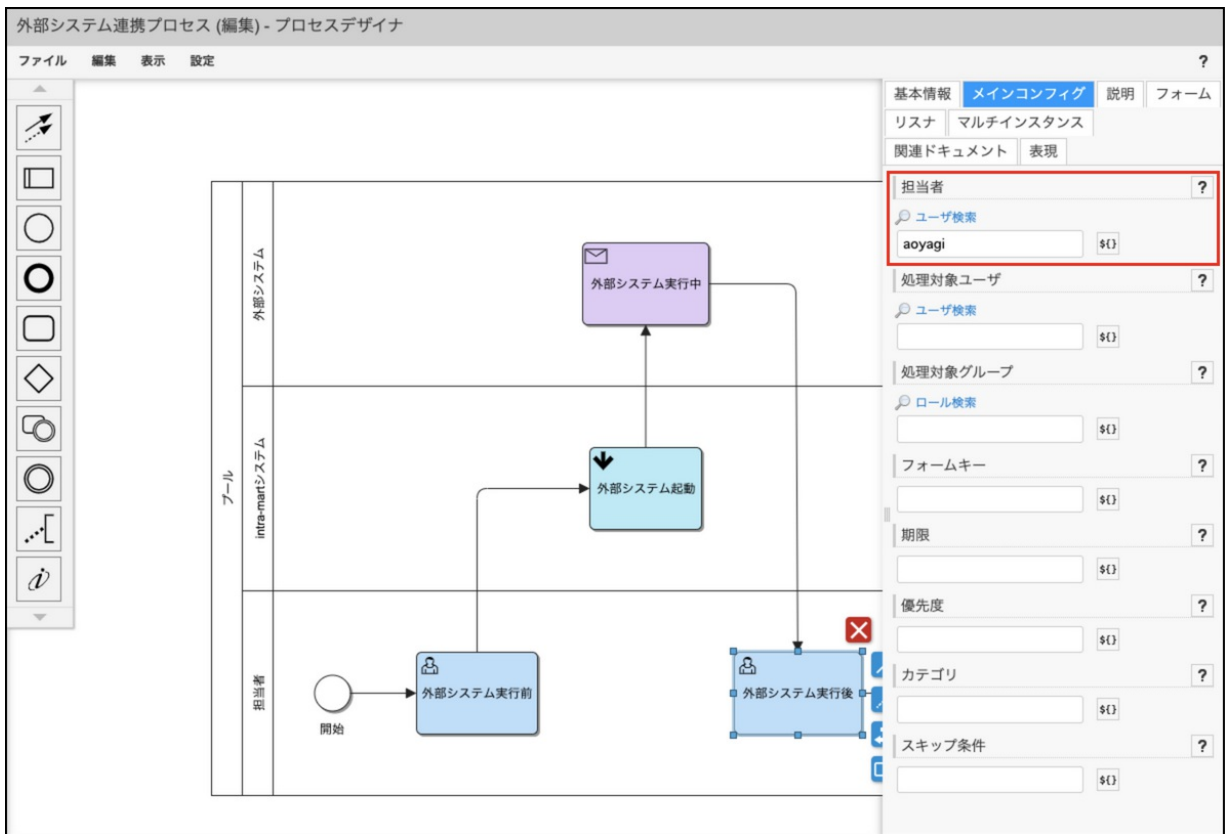 外部システム連携プロセス (編集) - プロセスデザイナ
ファイル 編集 表示 設定 ?
基本情報 メインコンフィグ 説明 フォーム
リスナ マルチインスタンス
関連ドキュメント 表現
担当者 ?
ユーザ検索
aoyagi ${}
処理対象ユーザ ?
ユーザ検索
${}
処理対象グループ ?
ロール検索
${}
フォームキー ?
${}
期限 ?
${}
優先度 ?
${}
カテゴリ ?
${}
スキップ条件 ?
${}
プール
外部システム
外部システム実行中
intra-martシステム
外部システム起動
担当者
開始
外部システム実行前
外部システム実行後